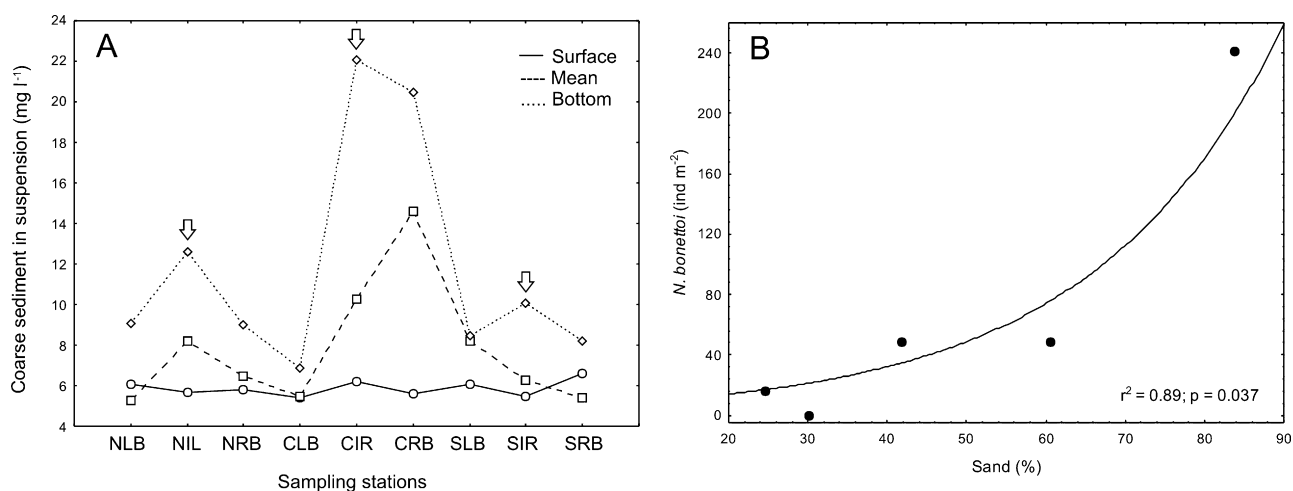 A
24
22
20
18
16
14
12
10
8
6
4
Coarse sediment in suspension (mg l-1)
Surface
Mean
Bottom
NLB NIL NRB CLB CIR CRB SLB SIR SRB
Sampling stations
B
240
200
160
120
80
40
0
N. bonettoi (ind m-2)
r2 = 0.89; p = 0.037
20 30 40 50 60 70 80 90
Sand (%)